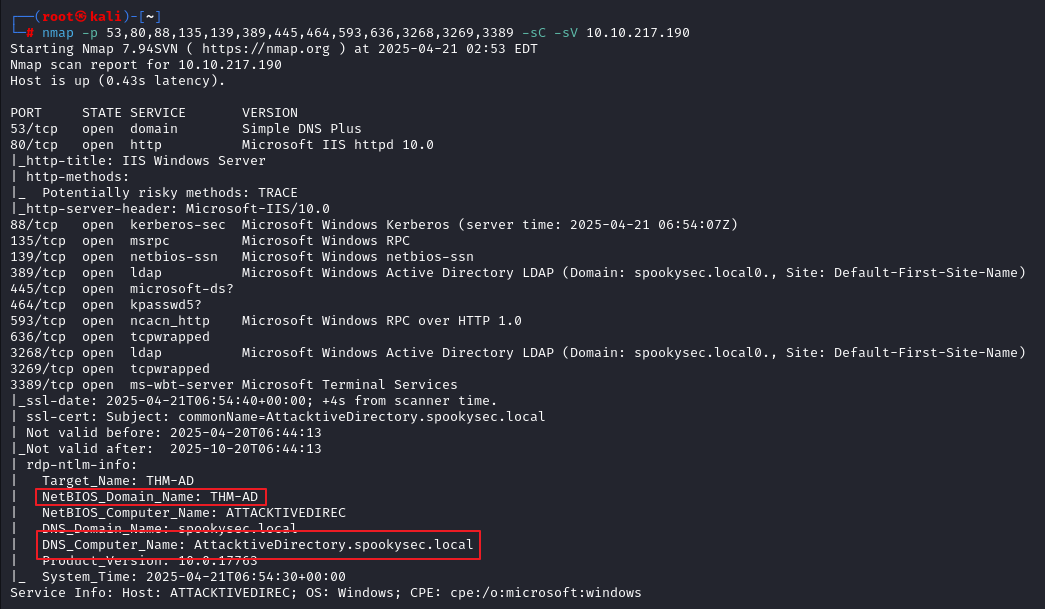 ┌──(root㉿kali)-[~]
└─# nmap -p 53,80,88,135,139,389,445,464,593,636,3268,3269,3389 -sC -sV 10.10.217.190
Starting Nmap 7.94SVN ( https://nmap.org ) at 2025-04-21 02:53 EDT
Nmap scan report for 10.10.217.190
Host is up (0.43s latency).
PORT     STATE SERVICE       VERSION
53/tcp   open  domain        Simple DNS Plus
80/tcp   open  http          Microsoft IIS httpd 10.0
|_http-title: IIS Windows Server
| http-methods:
|_  Potentially risky methods: TRACE
|_http-server-header: Microsoft-IIS/10.0
88/tcp   open  kerberos-sec  Microsoft Windows Kerberos (server time: 2025-04-21 06:54:07Z)
135/tcp  open  msrpc         Microsoft Windows RPC
139/tcp  open  netbios-ssn   Microsoft Windows netbios-ssn
389/tcp  open  ldap          Microsoft Windows Active Directory LDAP (Domain: spookysec.local0., Site: Default-First-Site-Name)
445/tcp  open  microsoft-ds?
464/tcp  open  kpasswd5?
593/tcp  open  ncacn_http    Microsoft Windows RPC over HTTP 1.0
636/tcp  open  tcpwrapped
3268/tcp open  ldap          Microsoft Windows Active Directory LDAP (Domain: spookysec.local0., Site: Default-First-Site-Name)
3269/tcp open  tcpwrapped
3389/tcp open  ms-wbt-server Microsoft Terminal Services
|_ssl-date: 2025-04-21T06:54:40+00:00; +4s from scanner time.
| ssl-cert: Subject: commonName=AttacktiveDirectory.spookysec.local
| Not valid before: 2025-04-20T06:44:13
|_Not valid after:  2025-10-20T06:44:13
| rdp-ntlm-info:
|   Target_Name: THM-AD
|   NetBIOS_Domain_Name: THM-AD
|   NetBIOS_Computer_Name: ATTACKTIVEDIREC
|   DNS_Domain_Name: spookysec.local
|   DNS_Computer_Name: AttacktiveDirectory.spookysec.local
|   Product_Version: 10.0.17763
|_  System_Time: 2025-04-21T06:54:30+00:00
Service Info: Host: ATTACKTIVEDIREC; OS: Windows; CPE: cpe:/o:microsoft:windows